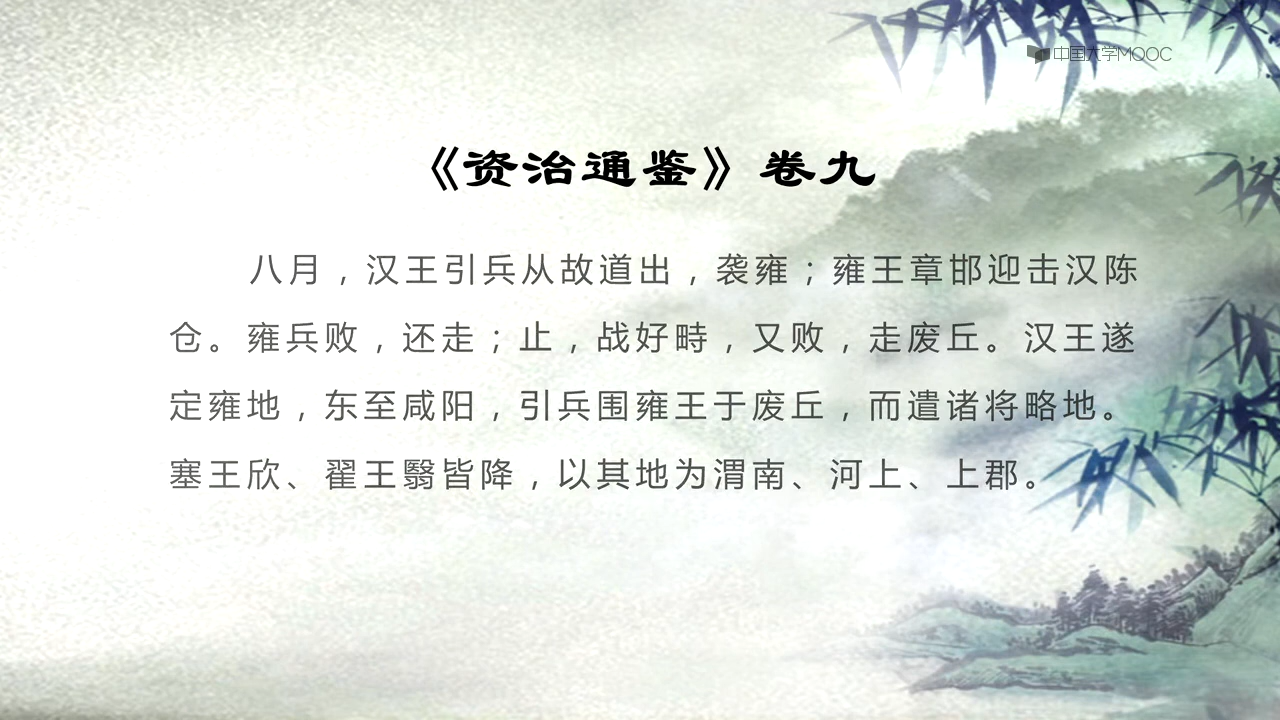 中国大学MOOC
《资治通鉴》卷九
八月，汉王引兵从故道出，袭雍；雍王章邯迎击汉陈
仓。雍兵败，还走；止，战好畤，又败，走废丘。汉王遂
定雍地，东至咸阳，引兵围雍王于废丘，而遣诸将略地。
塞王欣、翟王翳皆降，以其地为渭南、河上、上郡。